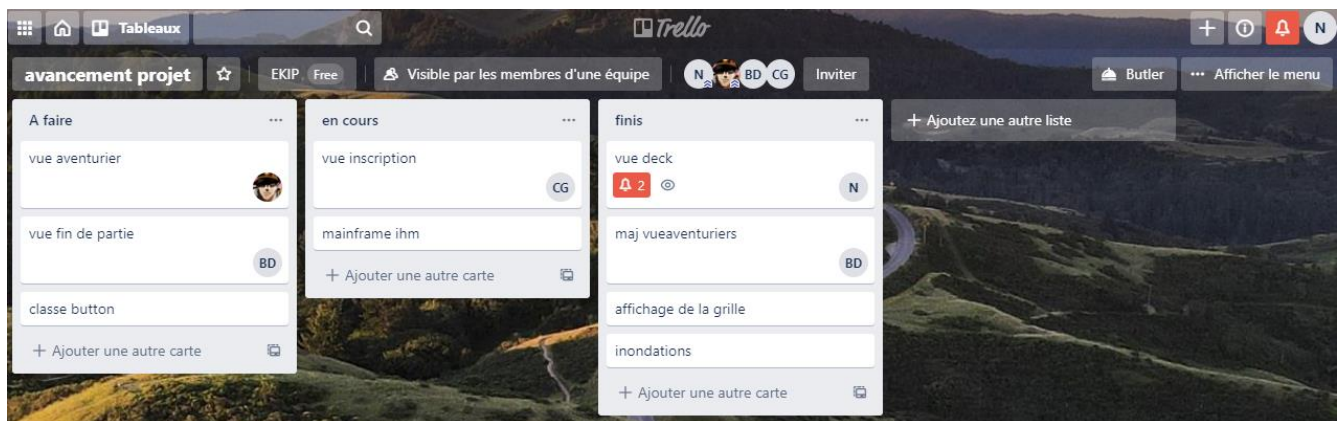 Tableaux
Trello
N
avancement projet
EKIP Free
Visible par les membres d'une équipe
N BD CG
Inviter
Butler
Afficher le menu
A faire
vue aventurier
vue fin de partie
BD
classe button
+ Ajouter une autre carte
en cours
vue inscription
CG
mainframe ihm
+ Ajouter une autre carte
finis
vue deck
2
N
maj vueaventuriers
BD
affichage de la grille
inondations
+ Ajouter une autre carte
+ Ajoutez une autre liste